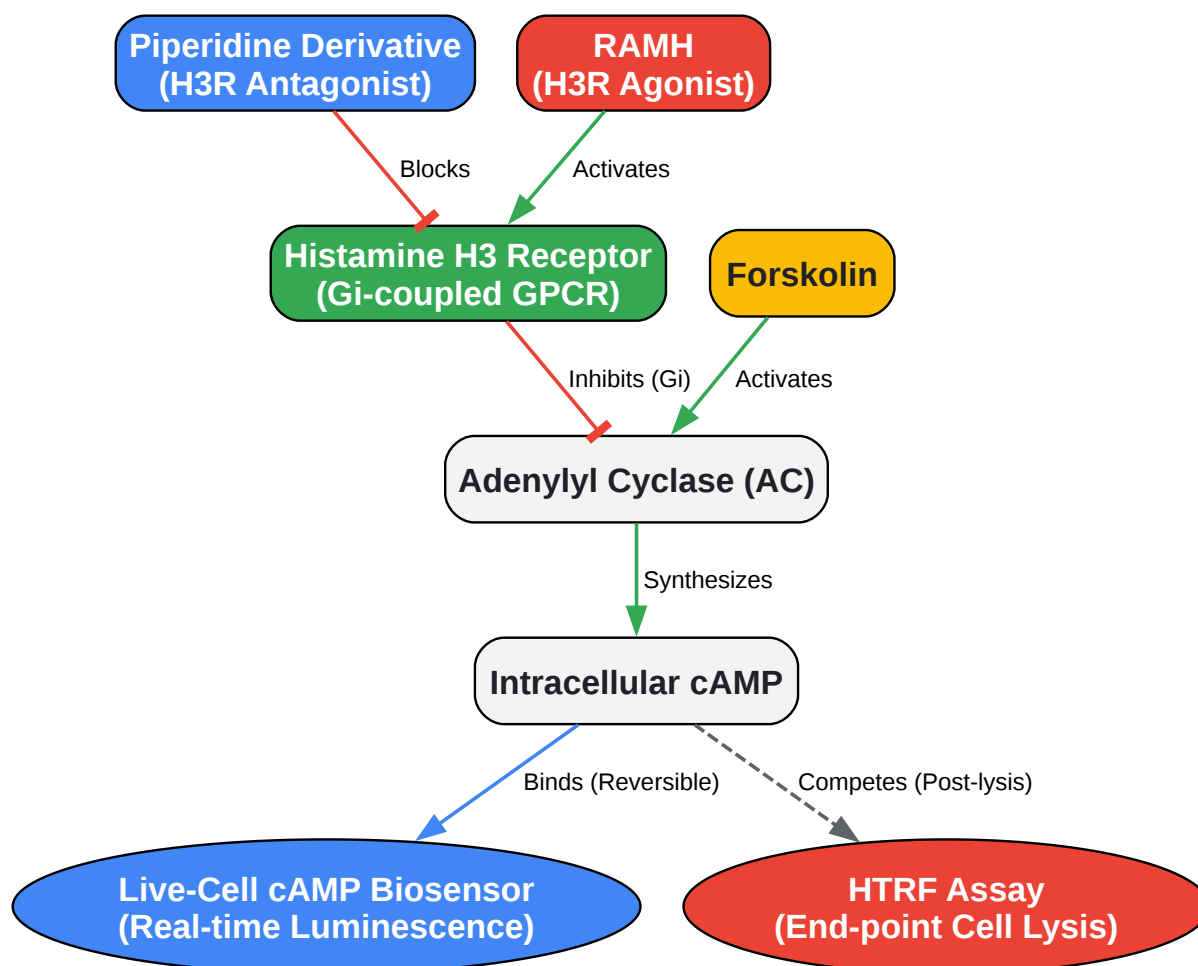 Piperidine Derivative
(H3R Antagonist)
RAMH
(H3R Agonist)
Blocks
Activates
Histamine H3 Receptor
(Gi-coupled GPCR)
Forskolin
Inhibits (Gi)
Activates
Adenylyl Cyclase (AC)
Synthesizes
Intracellular cAMP
Binds (Reversible)
Competes (Post-lysis)
Live-Cell cAMP Biosensor
(Real-time Luminescence)
HTRF Assay
(End-point Cell Lysis)